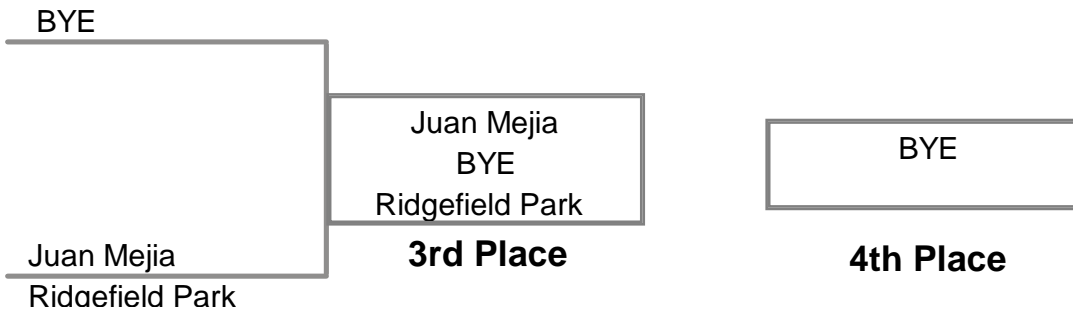 BYE
Juan Mejia
BYE
Ridgefield Park
3rd Place
BYE
4th Place
Juan Mejia
Ridgefield Park